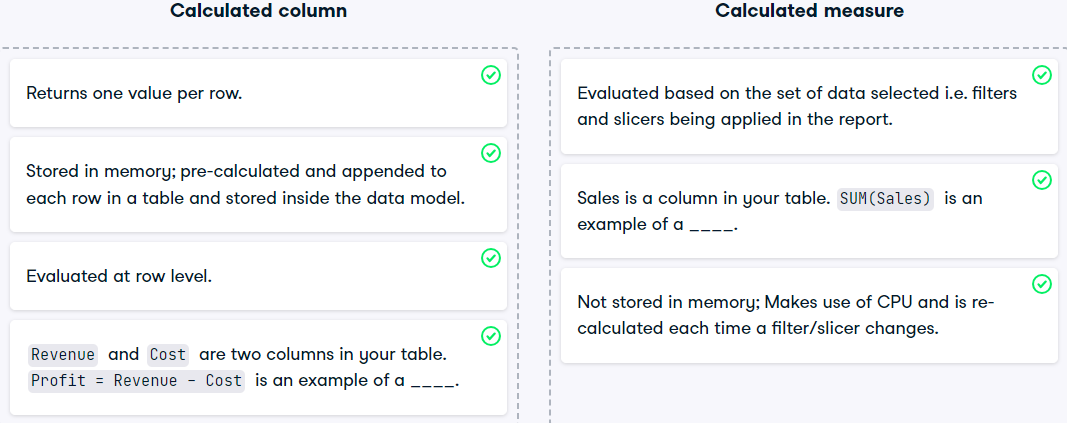 Calculated column
Returns one value per row.
Stored in memory; pre-calculated and appended to
each row in a table and stored inside the data model.
Evaluated at row level.
Revenue and Cost are two columns in your table.
Profit = Revenue - Cost is an example of a ____.
Calculated measure
Evaluated based on the set of data selected i.e. filters
and slicers being applied in the report.
Sales is a column in your table. SUM(Sales) is an
example of a ____.
Not stored in memory; Makes use of CPU and is re-
calculated each time a filter/slicer changes.